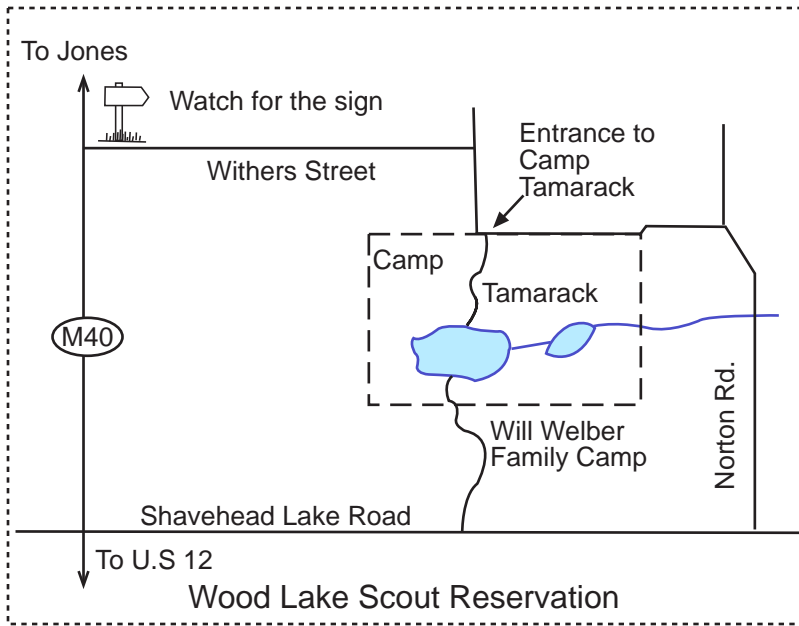 To Jones
Watch for the sign
Withers Street
Entrance to
Camp
Tamarack
Camp
Tamarack
M40
Will Welber
Family Camp
Norton Rd.
Shavehead Lake Road
To U.S 12
Wood Lake Scout Reservation